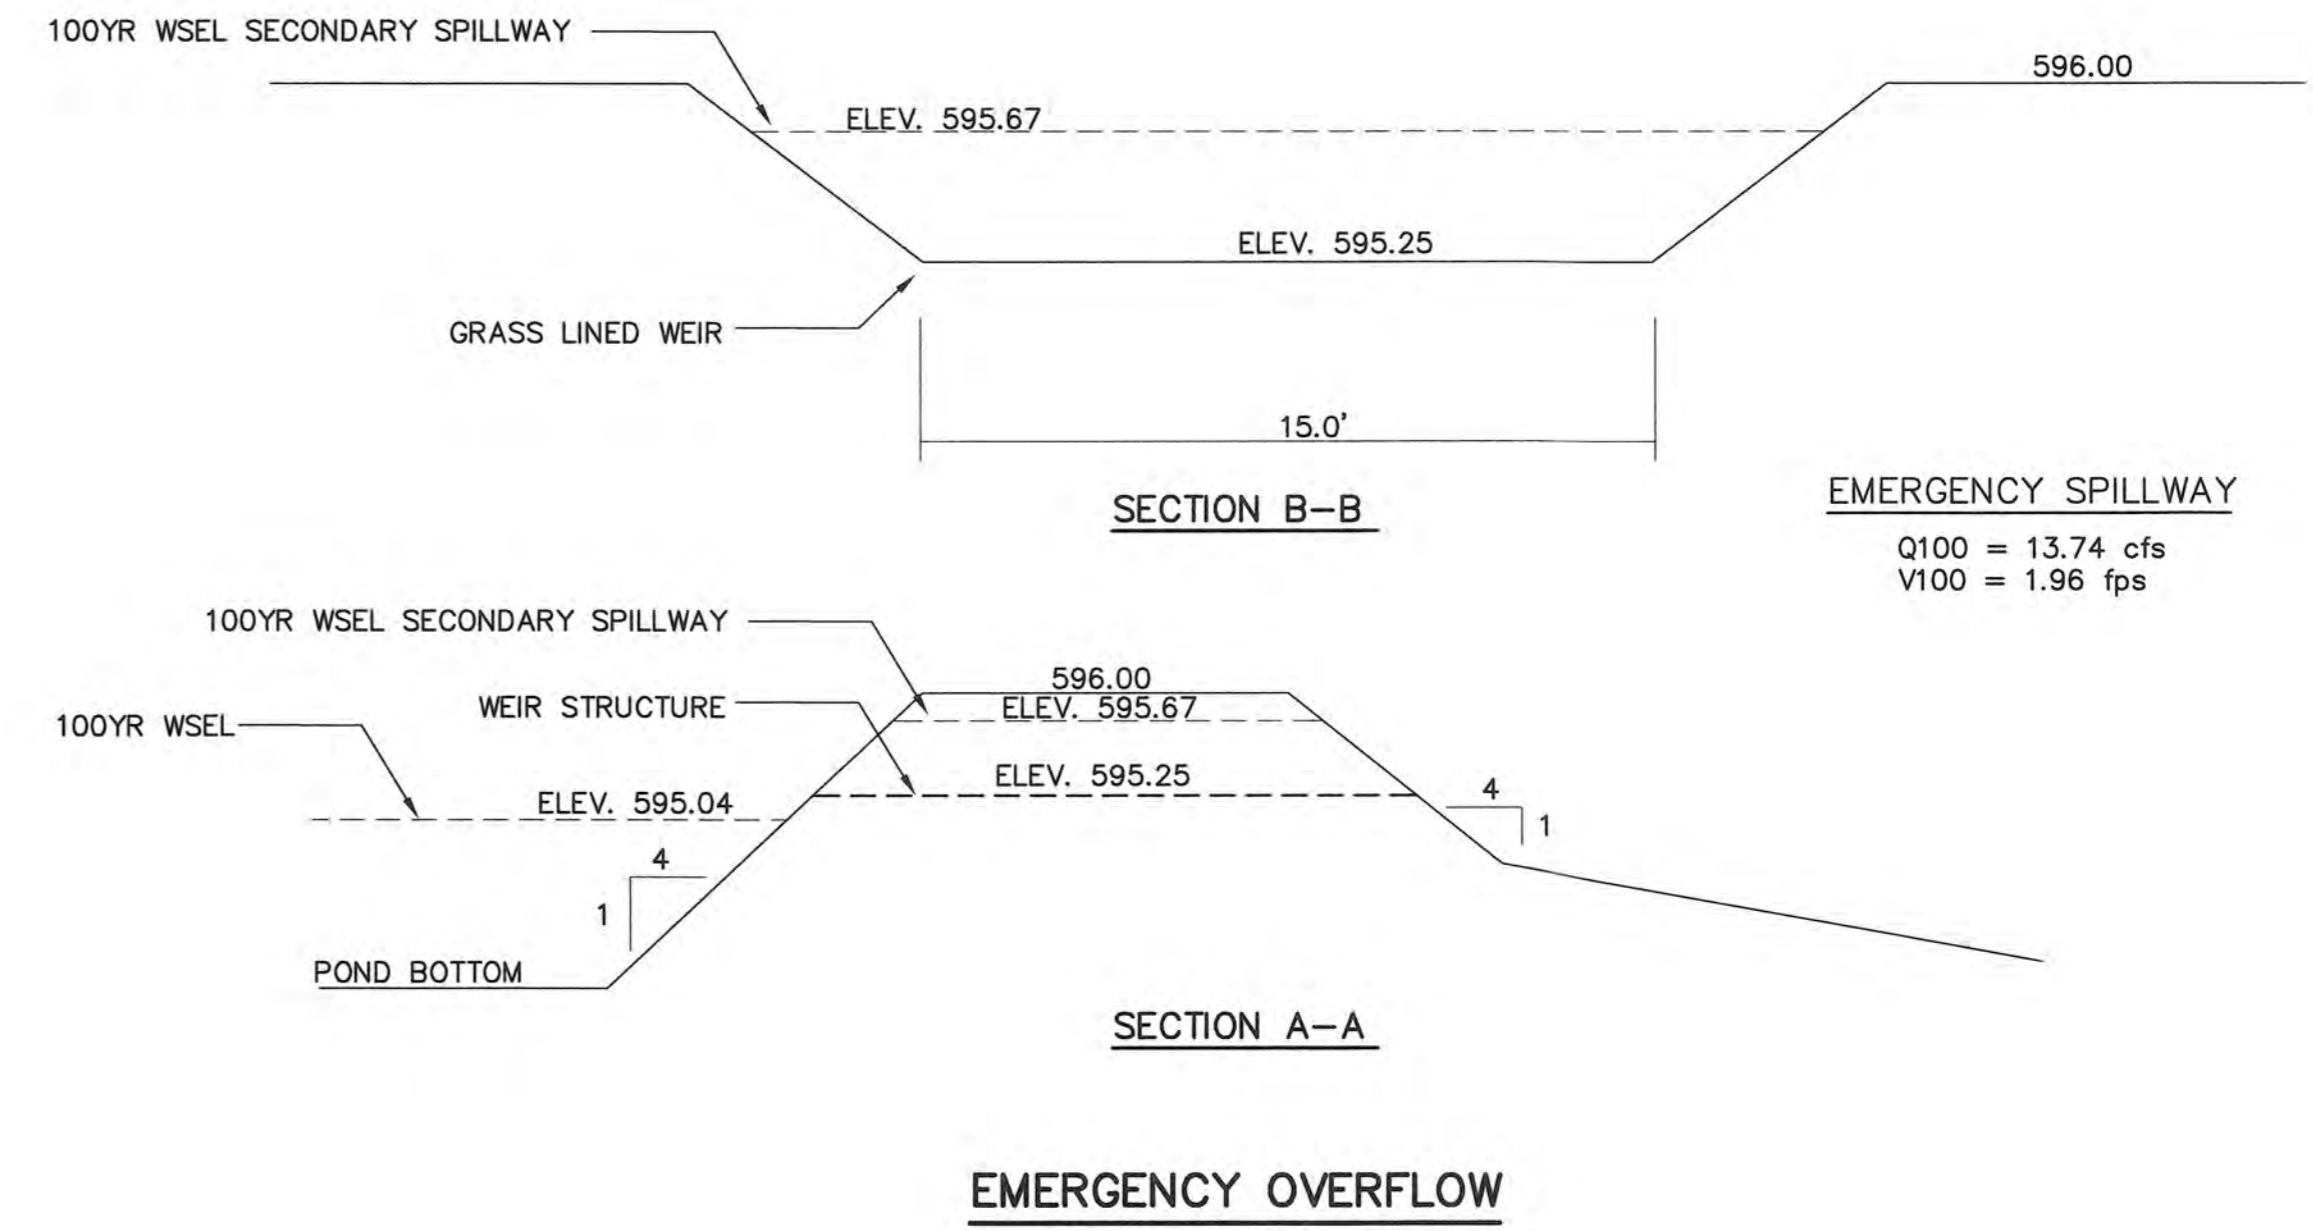 100YR WSEL SECONDARY SPILLWAY
596.00
ELEV. 595.67
ELEV. 595.25
GRASS LINED WEIR
15.0'
SECTION B-B
EMERGENCY SPILLWAY
Q100 = 13.74 cfs
V100 = 1.96 fps
100YR WSEL SECONDARY SPILLWAY
596.00
WEIR STRUCTURE
ELEV. 595.67
100YR WSEL
ELEV. 595.25
ELEV. 595.04
4
1
4
1
POND BOTTOM
SECTION A-A
EMERGENCY OVERFLOW